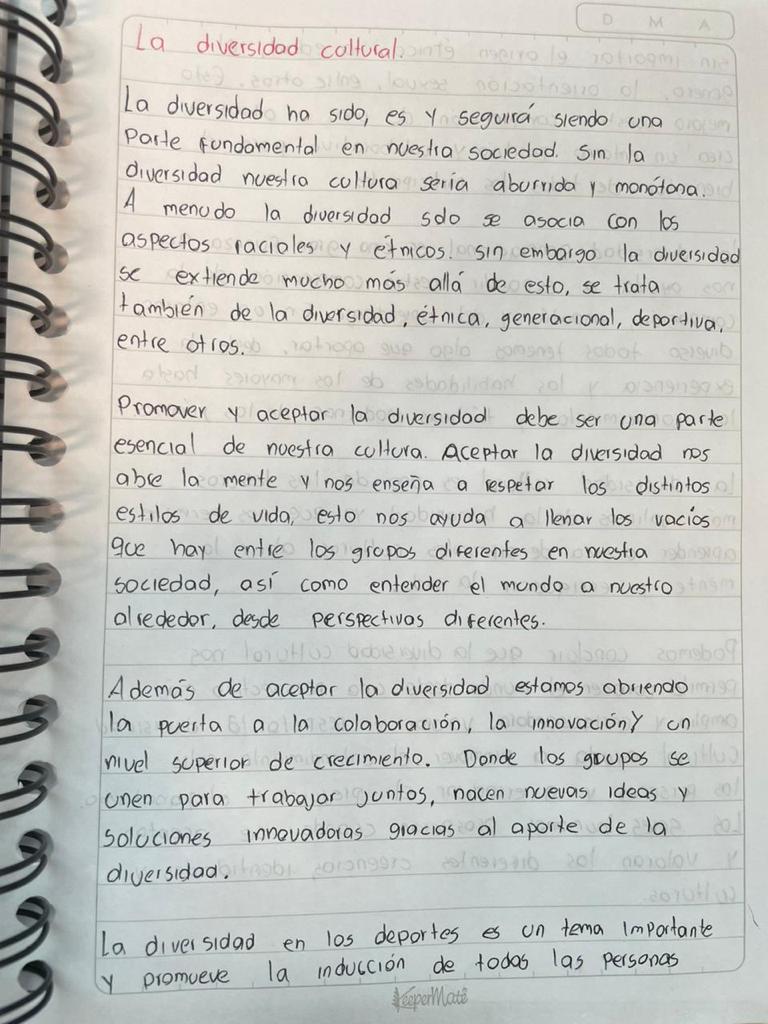 D M A
La diversidad cultural.
La diversidad ha sido, es y seguirá siendo una
Parte fundamental en nuestra sociedad. Sin la
diversidad nuestra cultura sería aburrida y monótona.
A menudo la diversidad solo se asocia con los
aspectos raciales y étnicos. sin embargo la diversidad
se extiende mucho más allá de esto, se trata
también de la diversidad, étnica, generacional, deportiva,
entre otros.
Promover y aceptar la diversidad debe ser una parte
esencial de nuestra cultura. Aceptar la diversidad nos
abre la mente y nos enseña a respetar los distintos
estilos de vida, esto nos ayuda a llenar los vacíos
que hay entre los grupos diferentes en nuestra
sociedad, así como entender el mundo a nuestro
alrededor, desde perspectivas diferentes.
Además de aceptar la diversidad estamos abriendo
la puerta a la colaboración, la innovación y un
nivel superior de crecimiento. Donde los grupos se
unen para trabajar juntos, nacen nuevas ideas y
soluciones innovadoras gracias al aporte de la
diversidad.
La diversidad en los deportes es un tema importante
y promueve la inducción de todas las personas
KeeperMate